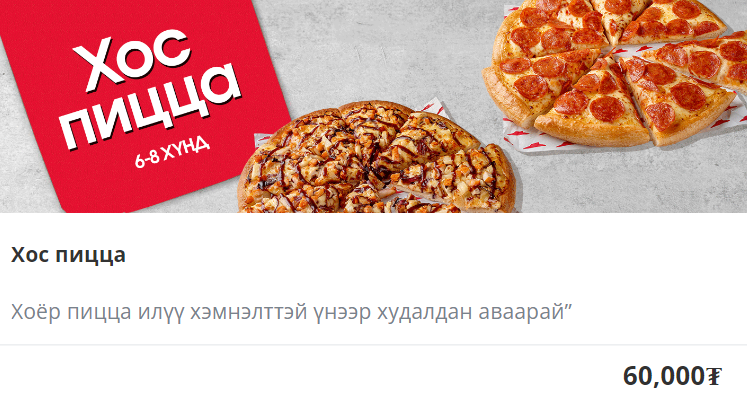 Хос
пицца
6-8 ХҮНД
Хос пицца
Хоёр пицца илүү хэмнэлттэй үнээр худалдан аваарай”
60,000₮